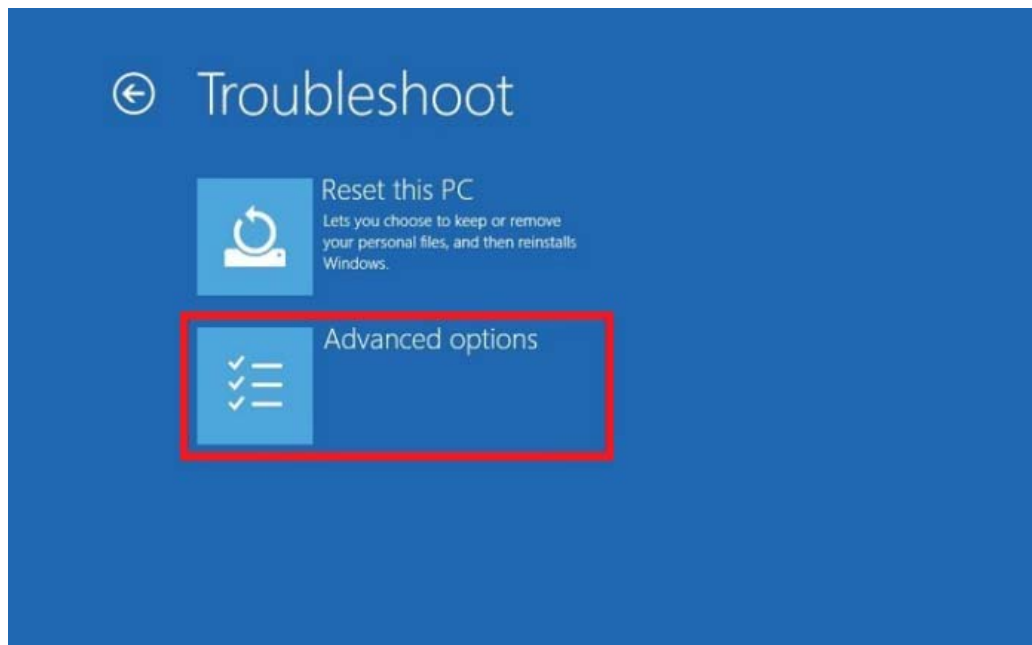 Troubleshoot
Reset this PC
Lets you choose to keep or remove
your personal files, and then reinstalls
Windows.
Advanced options